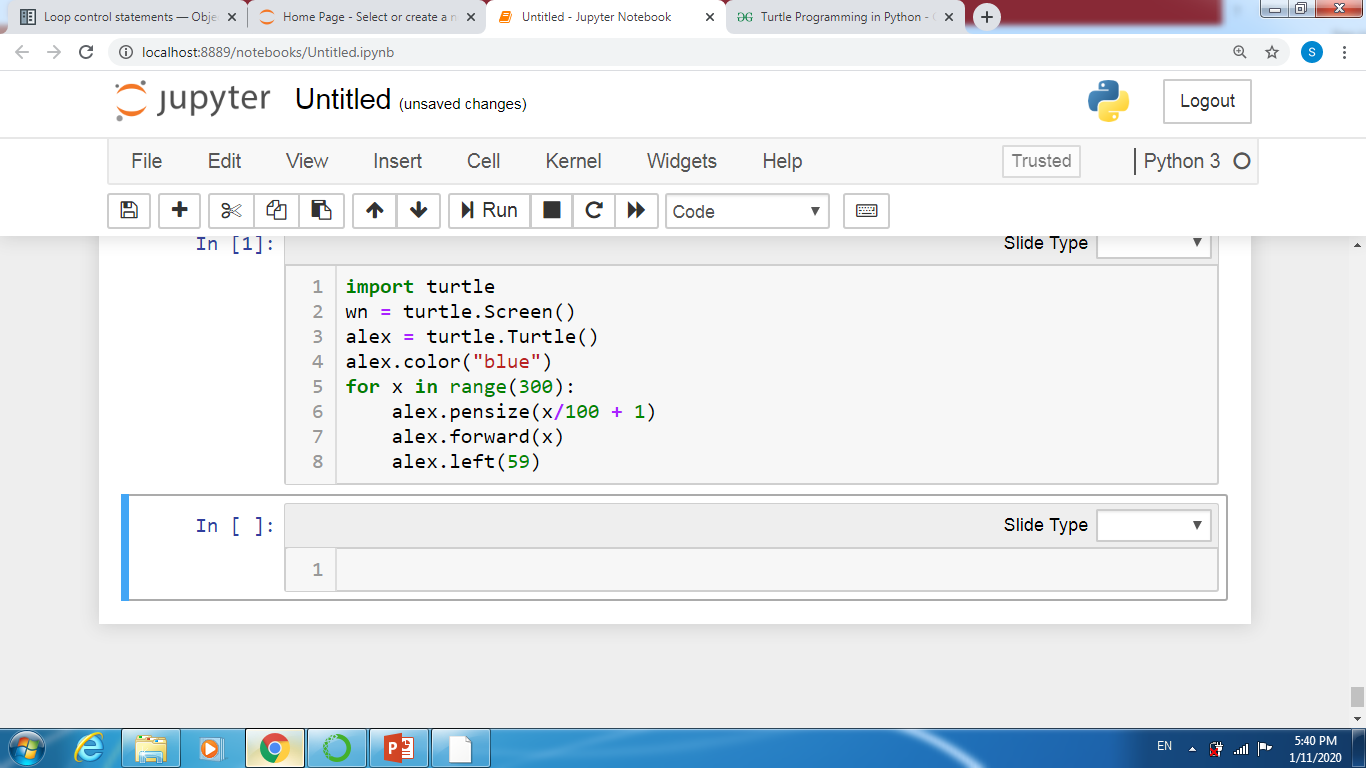 Loop control statements — Obje
Home Page - Select or create a n
Untitled - Jupyter Notebook
Turtle Programming in Python -
localhost:8889/notebooks/Untitled.ipynb
S
jupyter Untitled (unsaved changes)
Logout
File Edit View Insert Cell Kernel Widgets Help
Trusted
Python 3
Run
Code
In [1]:
Slide Type
1 import turtle
2 wn = turtle.Screen()
3 alex = turtle.Turtle()
4 alex.color("blue")
5 for x in range(300):
6     alex.pensize(x/100 + 1)
7     alex.forward(x)
8     alex.left(59)
In [ ]:
Slide Type
1
EN
5:40 PM
1/11/2020